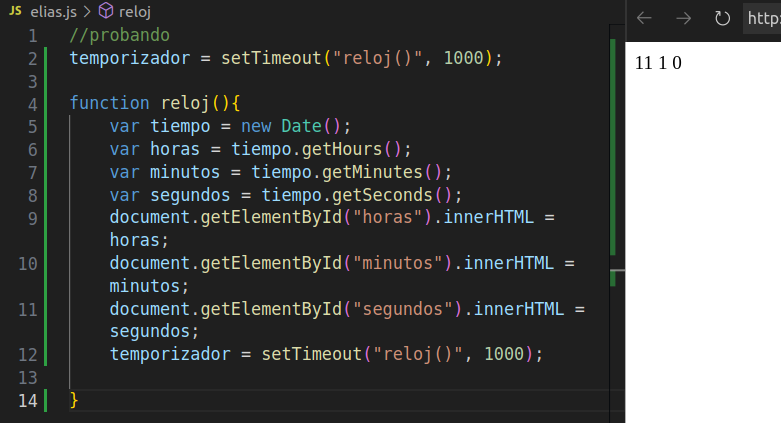 JS elias.js > reloj
1 //probando
2 temporizador = setTimeout("reloj()", 1000);
3
4 function reloj(){
5 var tiempo = new Date();
6 var horas = tiempo.getHours();
7 var minutos = tiempo.getMinutes();
8 var segundos = tiempo.getSeconds();
9 document.getElementById("horas").innerHTML =
horas;
10 document.getElementById("minutos").innerHTML =
minutos;
11 document.getElementById("segundos").innerHTML =
segundos;
12 temporizador = setTimeout("reloj()", 1000);
13
14 }
http:
11 1 0